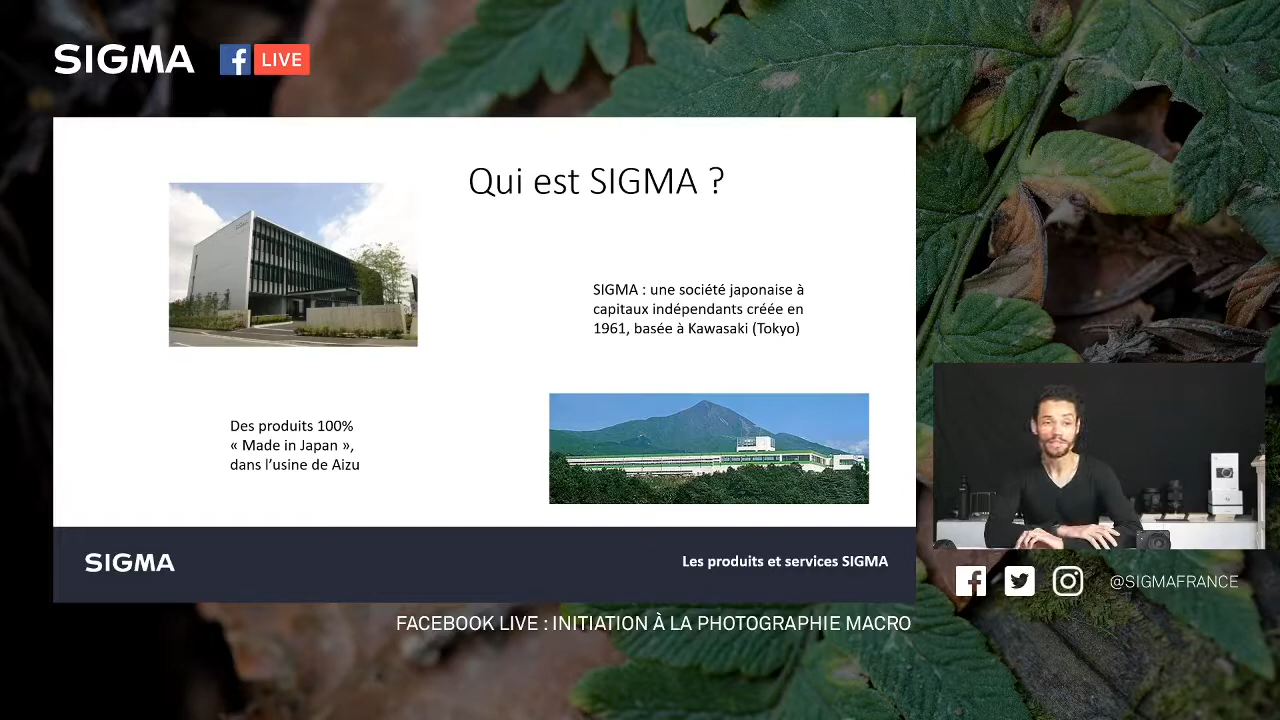 SIGMA
LIVE
Qui est SIGMA ?
SIGMA : une société japonaise à
capitaux indépendants créée en
1961, basée à Kawasaki (Tokyo)
Des produits 100%
« Made in Japan »,
dans l’usine de Aizu
SIGMA
Les produits et services SIGMA
@SIGMAFRANCE
FACEBOOK LIVE : INITIATION À LA PHOTOGRAPHIE MACRO